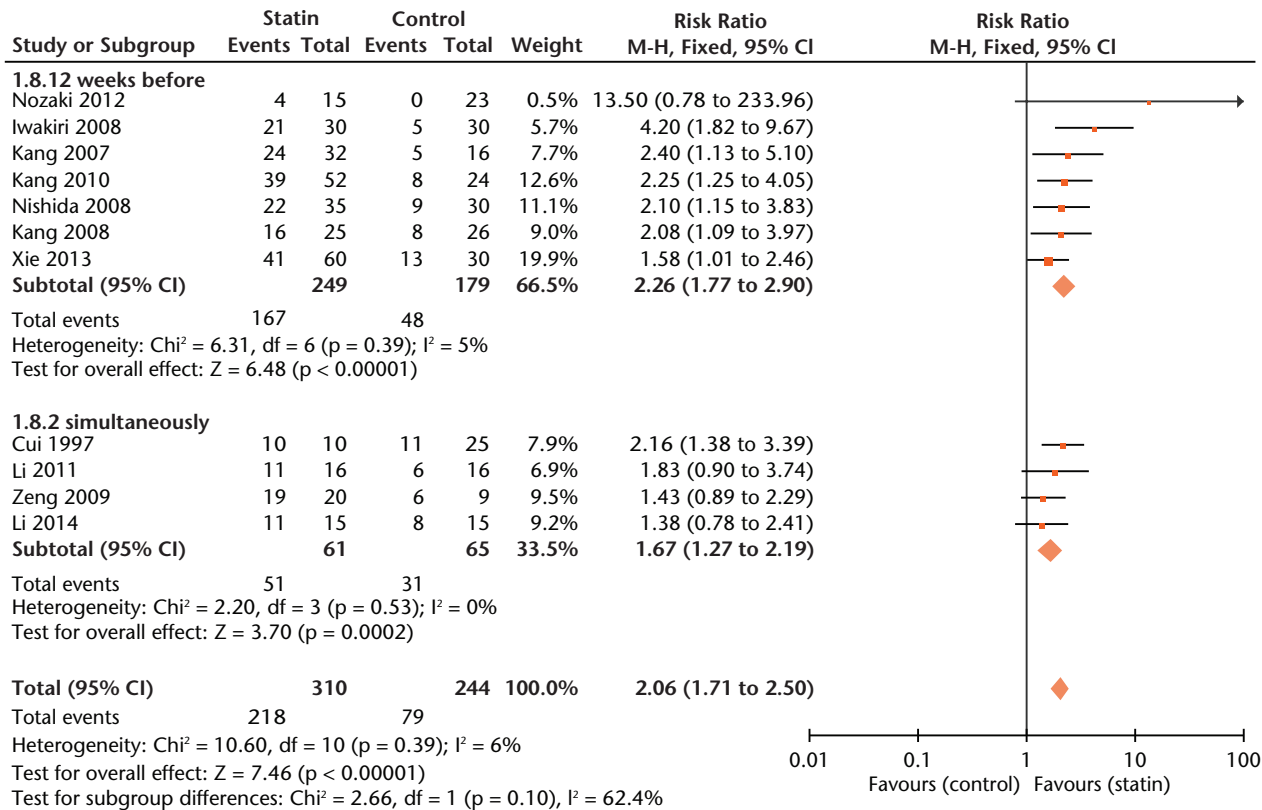 Statin Control Risk Ratio Risk Ratio
Study or Subgroup Events Total Events Total Weight M-H, Fixed, 95% CI M-H, Fixed, 95% CI
1.8.12 weeks before
Nozaki 2012 4 15 0 23 0.5% 13.50 (0.78 to 233.96)
Iwakiri 2008 21 30 5 30 5.7% 4.20 (1.82 to 9.67)
Kang 2007 24 32 5 16 7.7% 2.40 (1.13 to 5.10)
Kang 2010 39 52 8 24 12.6% 2.25 (1.25 to 4.05)
Nishida 2008 22 35 9 30 11.1% 2.10 (1.15 to 3.83)
Kang 2008 16 25 8 26 9.0% 2.08 (1.09 to 3.97)
Xie 2013 41 60 13 30 19.9% 1.58 (1.01 to 2.46)
Subtotal (95% CI) 249 179 66.5% 2.26 (1.77 to 2.90)
Total events 167 48
Heterogeneity: Chi² = 6.31, df = 6 (p = 0.39); I² = 5%
Test for overall effect: Z = 6.48 (p < 0.00001)
1.8.2 simultaneously
Cui 1997 10 10 11 25 7.9% 2.16 (1.38 to 3.39)
Li 2011 11 16 6 16 6.9% 1.83 (0.90 to 3.74)
Zeng 2009 19 20 6 9 9.5% 1.43 (0.89 to 2.29)
Li 2014 11 15 8 15 9.2% 1.38 (0.78 to 2.41)
Subtotal (95% CI) 61 65 33.5% 1.67 (1.27 to 2.19)
Total events 51 31
Heterogeneity: Chi² = 2.20, df = 3 (p = 0.53); I² = 0%
Test for overall effect: Z = 3.70 (p = 0.0002)
Total (95% CI) 310 244 100.0% 2.06 (1.71 to 2.50)
Total events 218 79
Heterogeneity: Chi² = 10.60, df = 10 (p = 0.39); I² = 6%
Test for overall effect: Z = 7.46 (p < 0.00001)
Test for subgroup differences: Chi² = 2.66, df = 1 (p = 0.10), I² = 62.4%
0.01 0.1 1 10 100
Favours (control) Favours (statin)